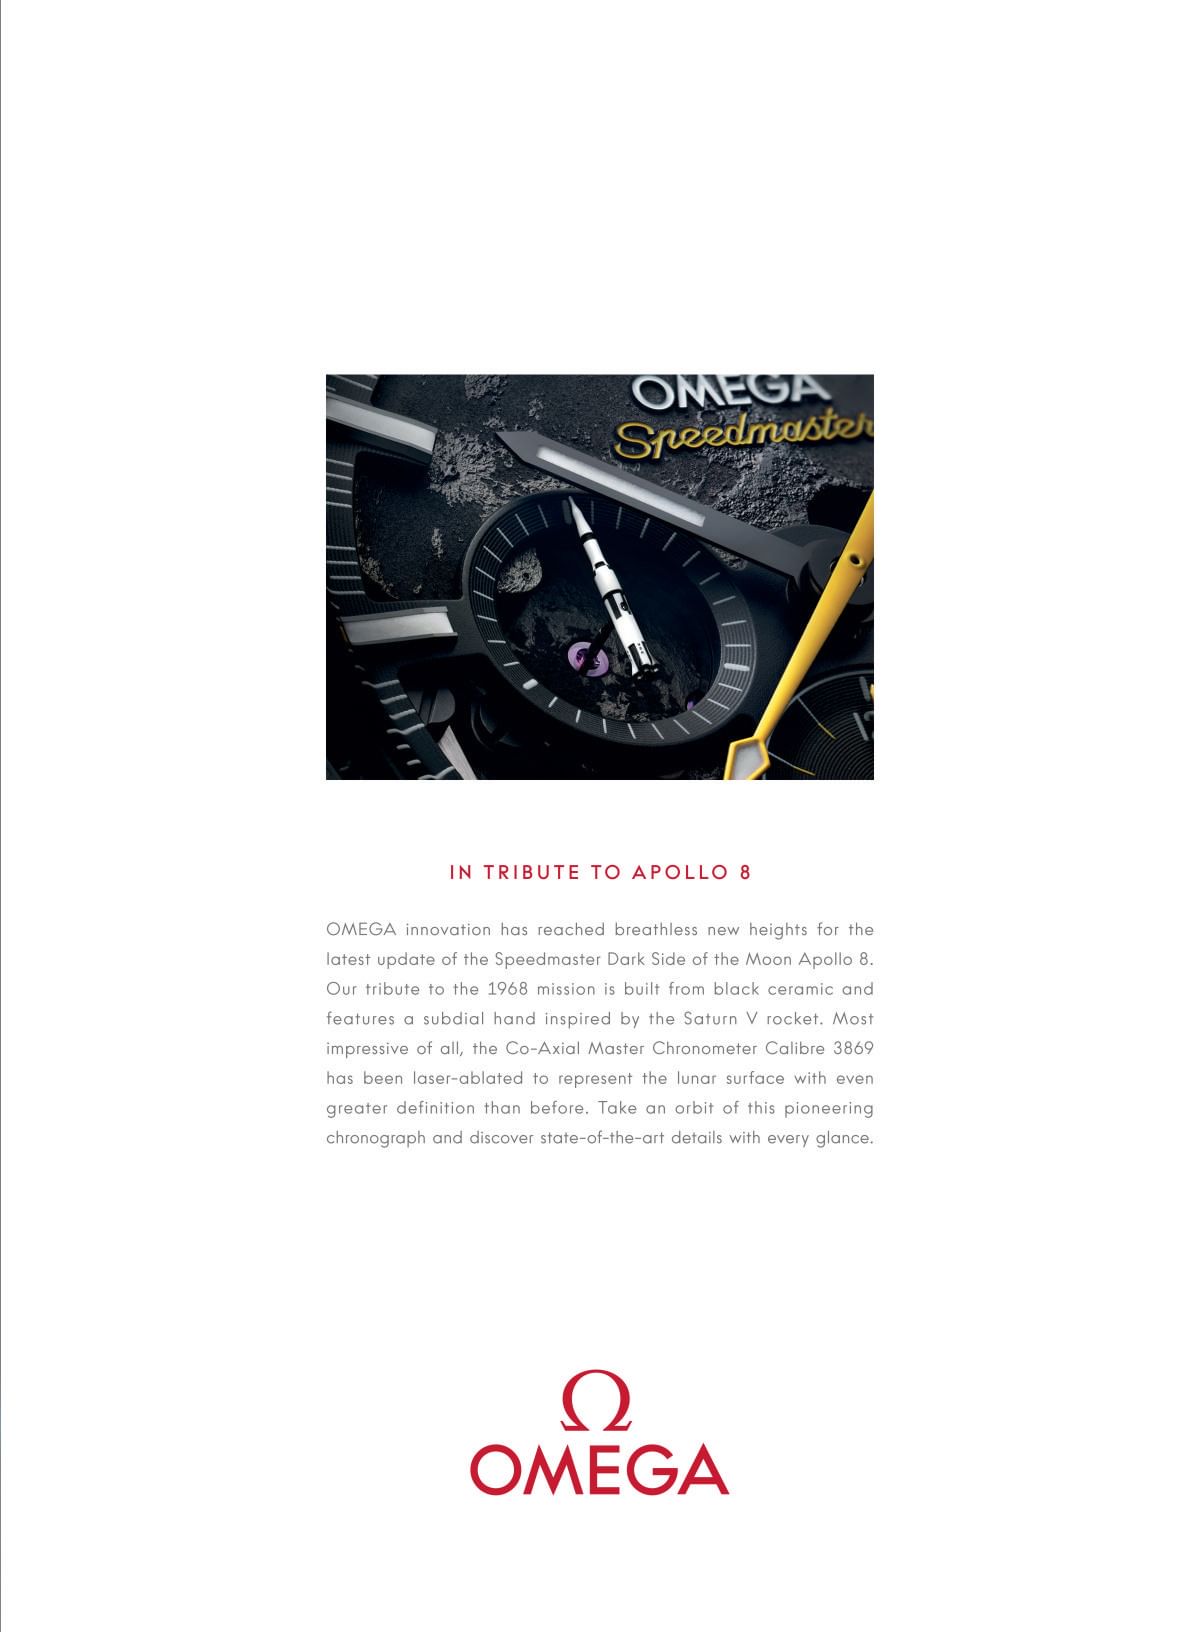 OMEGA
Speedmaster
IN TRIBUTE TO APOLLO 8
OMEGA innovation has reached breathless new heights for the
latest update of the Speedmaster Dark Side of the Moon Apollo 8.
Our tribute to the 1968 mission is built from black ceramic and
features a subdial hand inspired by the Saturn V rocket. Most
impressive of all, the Co-Axial Master Chronometer Calibre 3869
has been laser-ablated to represent the lunar surface with even
greater definition than before. Take an orbit of this pioneering
chronograph and discover state-of-the-art details with every glance.
Ω
OMEGA